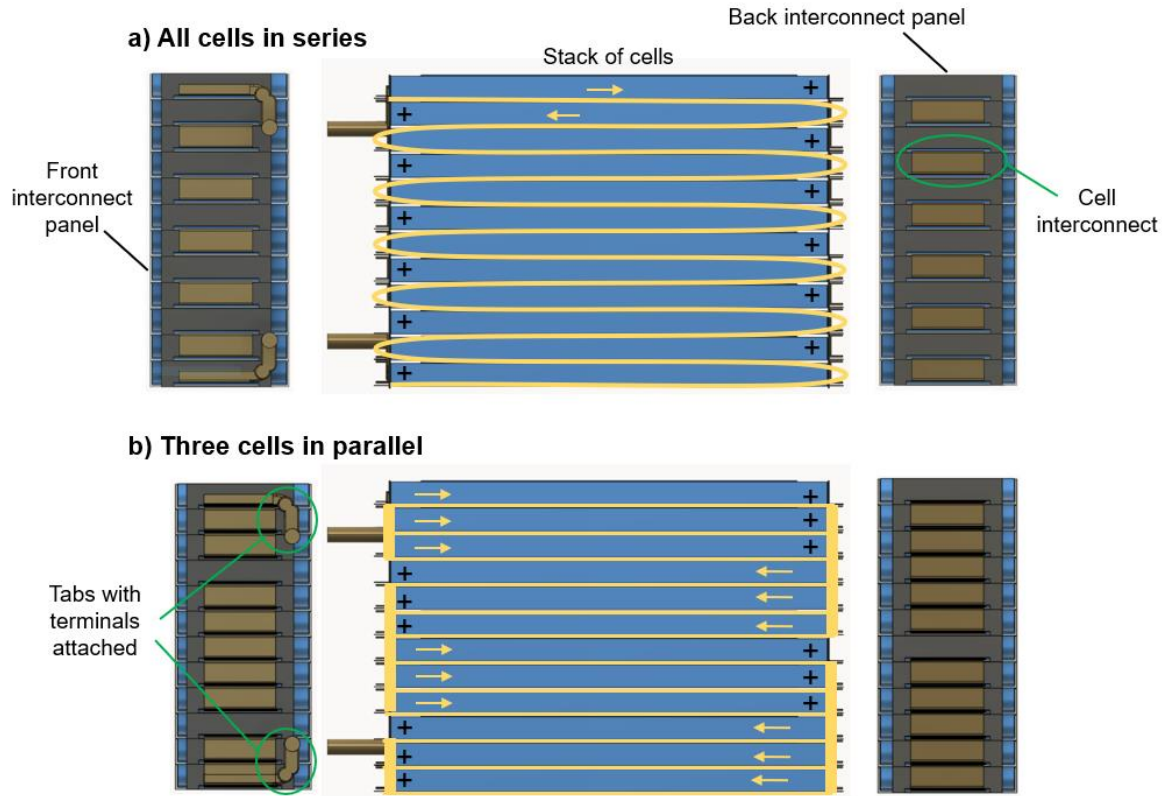 Back interconnect panel
a) All cells in series
Stack of cells
+
+
+
+
+
+
+
+
+
+
+
+
Front
interconnect
panel
Cell
interconnect
b) Three cells in parallel
+
+
+
+
+
+
+
+
+
+
+
+
Tabs with
terminals
attached